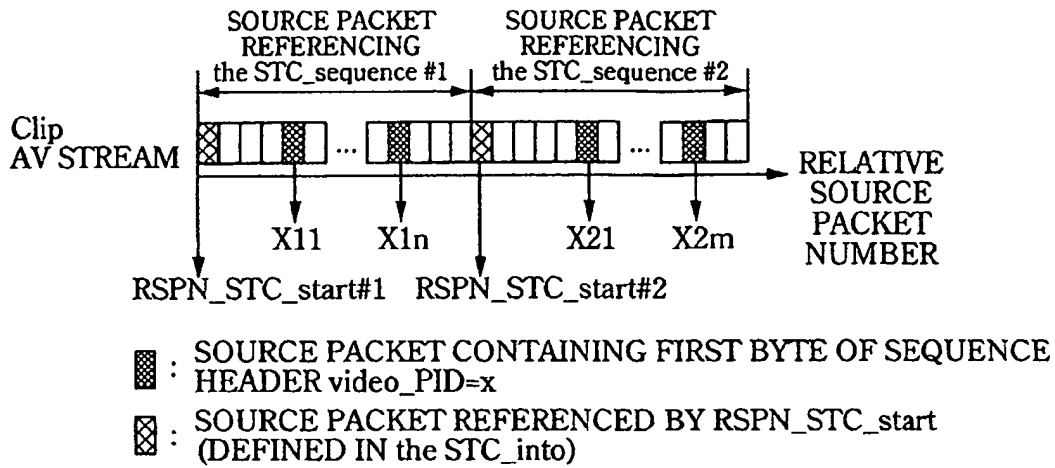 SOURCE PACKET
REFERENCING
the STC_sequence #1
SOURCE PACKET
REFERENCING
the STC_sequence #2
Clip
AV STREAM
...
...
RELATIVE
SOURCE
PACKET
NUMBER
X11
X1n
X21
X2m
RSPN_STC_start#1
RSPN_STC_start#2
: SOURCE PACKET CONTAINING FIRST BYTE OF SEQUENCE
HEADER video_PID=x
: SOURCE PACKET REFERENCED BY RSPN_STC_start
(DEFINED IN the STC_into)